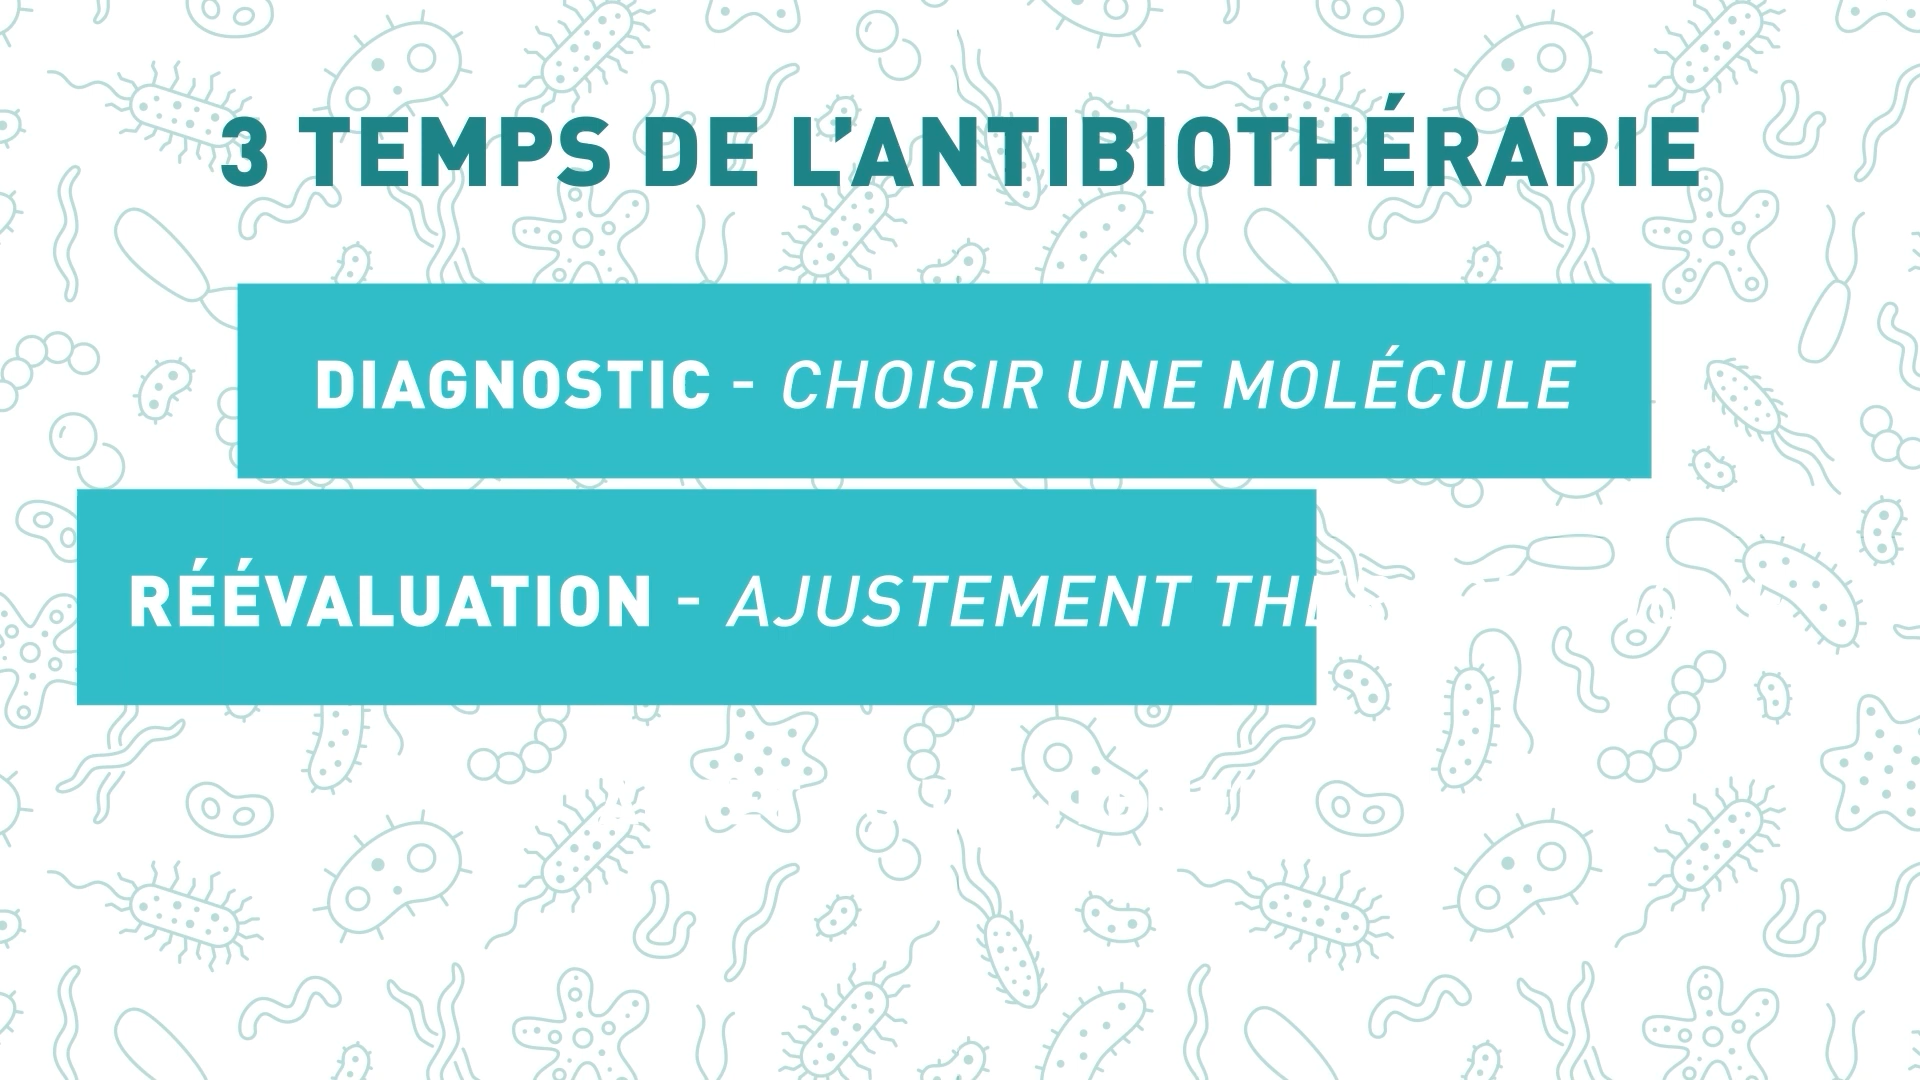 3 TEMPS DE L’ANTIBIOTHÉRAPIE
DIAGNOSTIC - CHOISIR UNE MOLÉCULE
RÉÉVALUATION - AJUSTEMENT